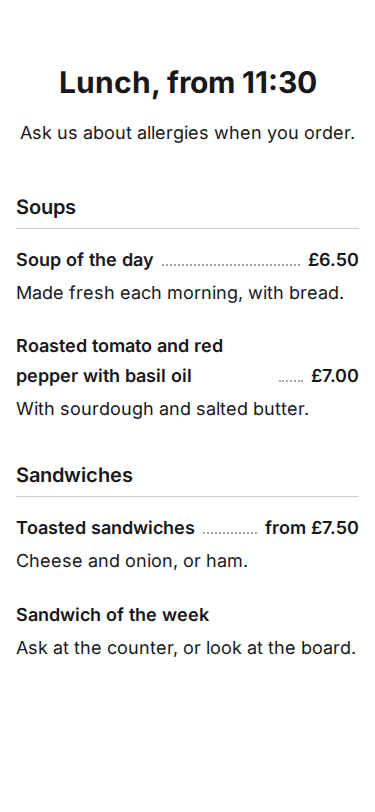 Lunch, from 11:30
Ask us about allergies when you order.
Soups
Soup of the day £6.50
Made fresh each morning, with bread.
Roasted tomato and red
pepper with basil oil £7.00
With sourdough and salted butter.
Sandwiches
Toasted sandwiches from £7.50
Cheese and onion, or ham.
Sandwich of the week
Ask at the counter, or look at the board.